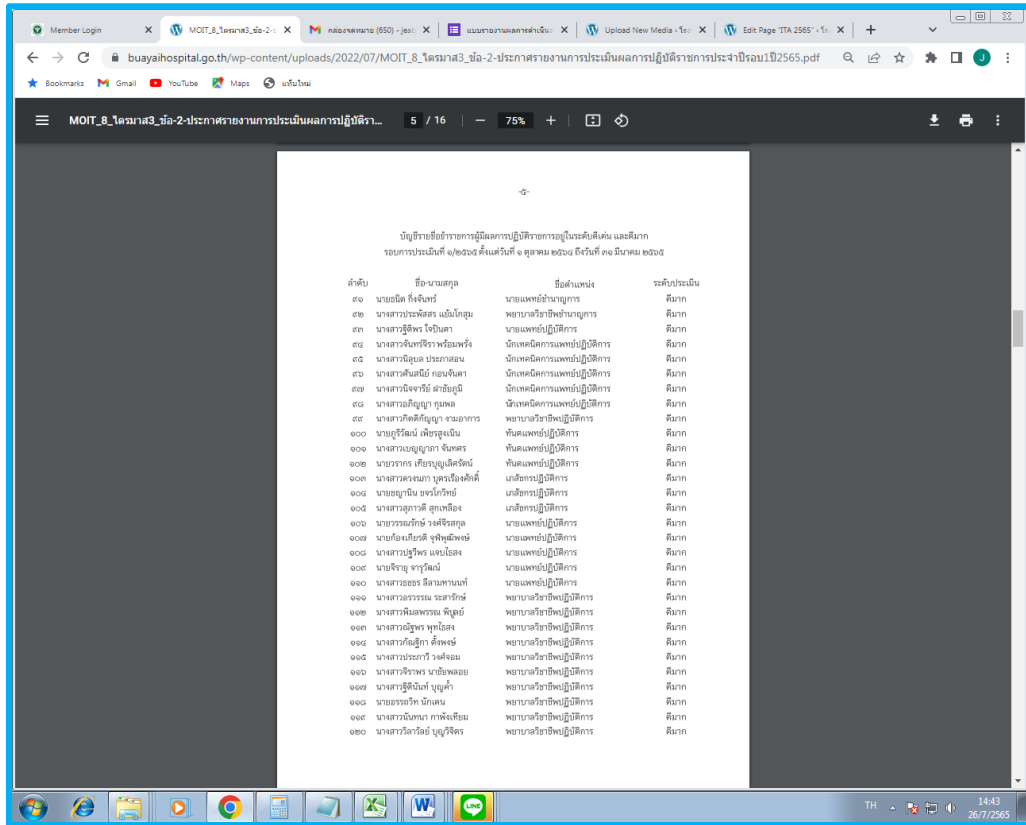 Member Login
MOIT_8_ไตรมาส3_ข้อ-2-ป
กล่องจดหมาย (650) - jest
แบบรายงานผลการดำเนิน
Upload New Media ‹ โรง
Edit Page "ITA 2565" ‹ โร
buayaihospital.go.th/wp-content/uploads/2022/07/MOIT_8_ไตรมาส3_ข้อ-2-ประกาศรายงานการประเมินผลการปฏิบัติราชการประจำปีรอบ1ปี2565.pdf
Bookmarks Gmail YouTube Maps แท็บใหม่
MOIT_8_ไตรมาส3_ข้อ-2-ประกาศรายงานการประเมินผลการปฏิบัติรา... 5 / 16 75%
-๕-
บัญชีรายชื่อข้าราชการผู้มีผลการปฏิบัติราชการอยู่ในระดับดีเด่น และดีมาก
รอบการประเมินที่ ๑/๒๕๖๕ ตั้งแต่วันที่ ๑ ตุลาคม ๒๕๖๔ ถึงวันที่ ๓๑ มีนาคม ๒๕๖๕
ลำดับ ชื่อ-นามสกุล ชื่อตำแหน่ง ระดับประเมิน
๙๑ นายธนิต กิ่งจันทร์ นายแพทย์ชำนาญการ ดีมาก
๙๒ นางสาวประพัสสร แย้มโกสุม พยาบาลวิชาชีพชำนาญการ ดีมาก
๙๓ นางสาวฐิติพร ใจปินตา นายแพทย์ปฏิบัติการ ดีมาก
๙๔ นางสาวจันทร์จิรา พร้อมพรั่ง นักเทคนิคการแพทย์ปฏิบัติการ ดีมาก
๙๕ นางสาวนิลุบล ประภาสอน นักเทคนิคการแพทย์ปฏิบัติการ ดีมาก
๙๖ นางสาวศันสนีย์ กอนจันดา นักเทคนิคการแพทย์ปฏิบัติการ ดีมาก
๙๗ นางสาวนิจจารีย์ ฝาชัยภูมิ นักเทคนิคการแพทย์ปฏิบัติการ ดีมาก
๙๘ นางสาวอภิญญา กุมพล นักเทคนิคการแพทย์ปฏิบัติการ ดีมาก
๙๙ นางสาวกิตติกัญญา งามอาการ พยาบาลวิชาชีพปฏิบัติการ ดีมาก
๑๐๐ นายภูริวัฒน์ เพียรสูงเนิน ทันตแพทย์ปฏิบัติการ ดีมาก
๑๐๑ นางสาวเบญญาภา จันทศร ทันตแพทย์ปฏิบัติการ ดีมาก
๑๐๒ นายวรากร เทียรบุญเลิศรัตน์ ทันตแพทย์ปฏิบัติการ ดีมาก
๑๐๓ นางสาวดวงนภา บุตรเรืองศักดิ์ เภสัชกรปฏิบัติการ ดีมาก
๑๐๔ นายชญานิน ขจรโกวิทย์ เภสัชกรปฏิบัติการ ดีมาก
๑๐๕ นางสาวสุภาวดี สุกเหลือง เภสัชกรปฏิบัติการ ดีมาก
๑๐๖ นายวรรณรักษ์ วงศ์จิรสกุล นายแพทย์ปฏิบัติการ ดีมาก
๑๐๗ นายก้องเกียรติ จุฬพุฒิพงษ์ นายแพทย์ปฏิบัติการ ดีมาก
๑๐๘ นางสาวปฐวีพร แจบไธสง นายแพทย์ปฏิบัติการ ดีมาก
๑๐๙ นายจิรายุ จารุวัฒน์ นายแพทย์ปฏิบัติการ ดีมาก
๑๑๐ นางสาวธชธร ลีลามหานนท์ นายแพทย์ปฏิบัติการ ดีมาก
๑๑๑ นางสาวอรวรรณ ระสารักษ์ พยาบาลวิชาชีพปฏิบัติการ ดีมาก
๑๑๒ นางสาวพิมลพรรณ พิบูลย์ พยาบาลวิชาชีพปฏิบัติการ ดีมาก
๑๑๓ นางสาวณัฐพร พุทไธสง พยาบาลวิชาชีพปฏิบัติการ ดีมาก
๑๑๔ นางสาวกัณฐิกา ตั้งพงษ์ พยาบาลวิชาชีพปฏิบัติการ ดีมาก
๑๑๕ นางสาวประภาวี วงศ์จอม พยาบาลวิชาชีพปฏิบัติการ ดีมาก
๑๑๖ นางสาวจิราพร นาชัยพลอย พยาบาลวิชาชีพปฏิบัติการ ดีมาก
๑๑๗ นางสาวฐิตินันท์ บุญค้ำ พยาบาลวิชาชีพปฏิบัติการ ดีมาก
๑๑๘ นายอรรถวิท นักเคน พยาบาลวิชาชีพปฏิบัติการ ดีมาก
๑๑๙ นางสาวนันทนา กาพังเทียม พยาบาลวิชาชีพปฏิบัติการ ดีมาก
๑๒๐ นางสาววิลาวัลย์ บุญวิจิตร พยาบาลวิชาชีพปฏิบัติการ ดีมาก
TH 14:43
26/7/2565